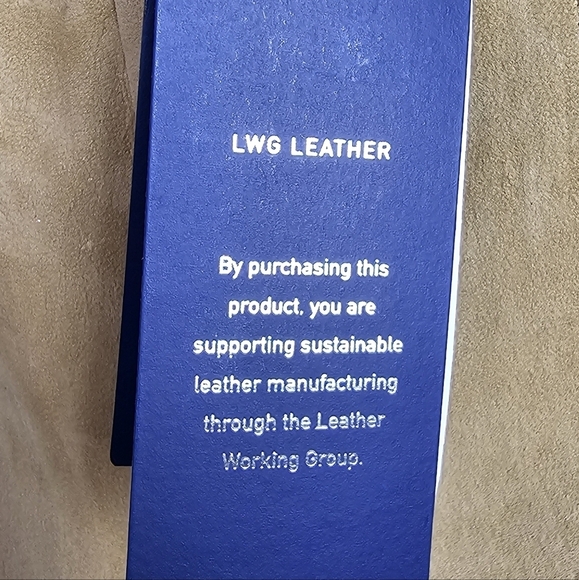 LWG LEATHER
By purchasing this
product, you are
supporting sustainable
leather manufacturing
through the Leather
Working Group.